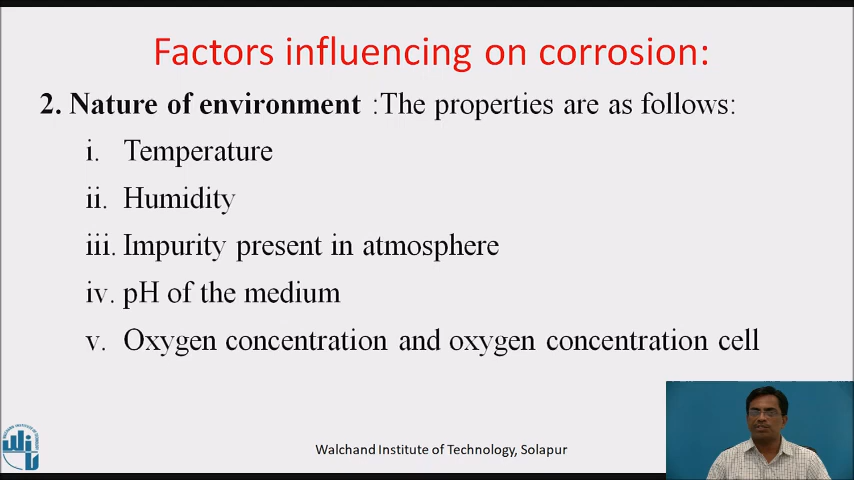 Factors influencing on corrosion:
2. Nature of environment :The properties are as follows:
i. Temperature
ii. Humidity
iii. Impurity present in atmosphere
iv. pH of the medium
v. Oxygen concentration and oxygen concentration cell
Walchand Institute of Technology, Solapur